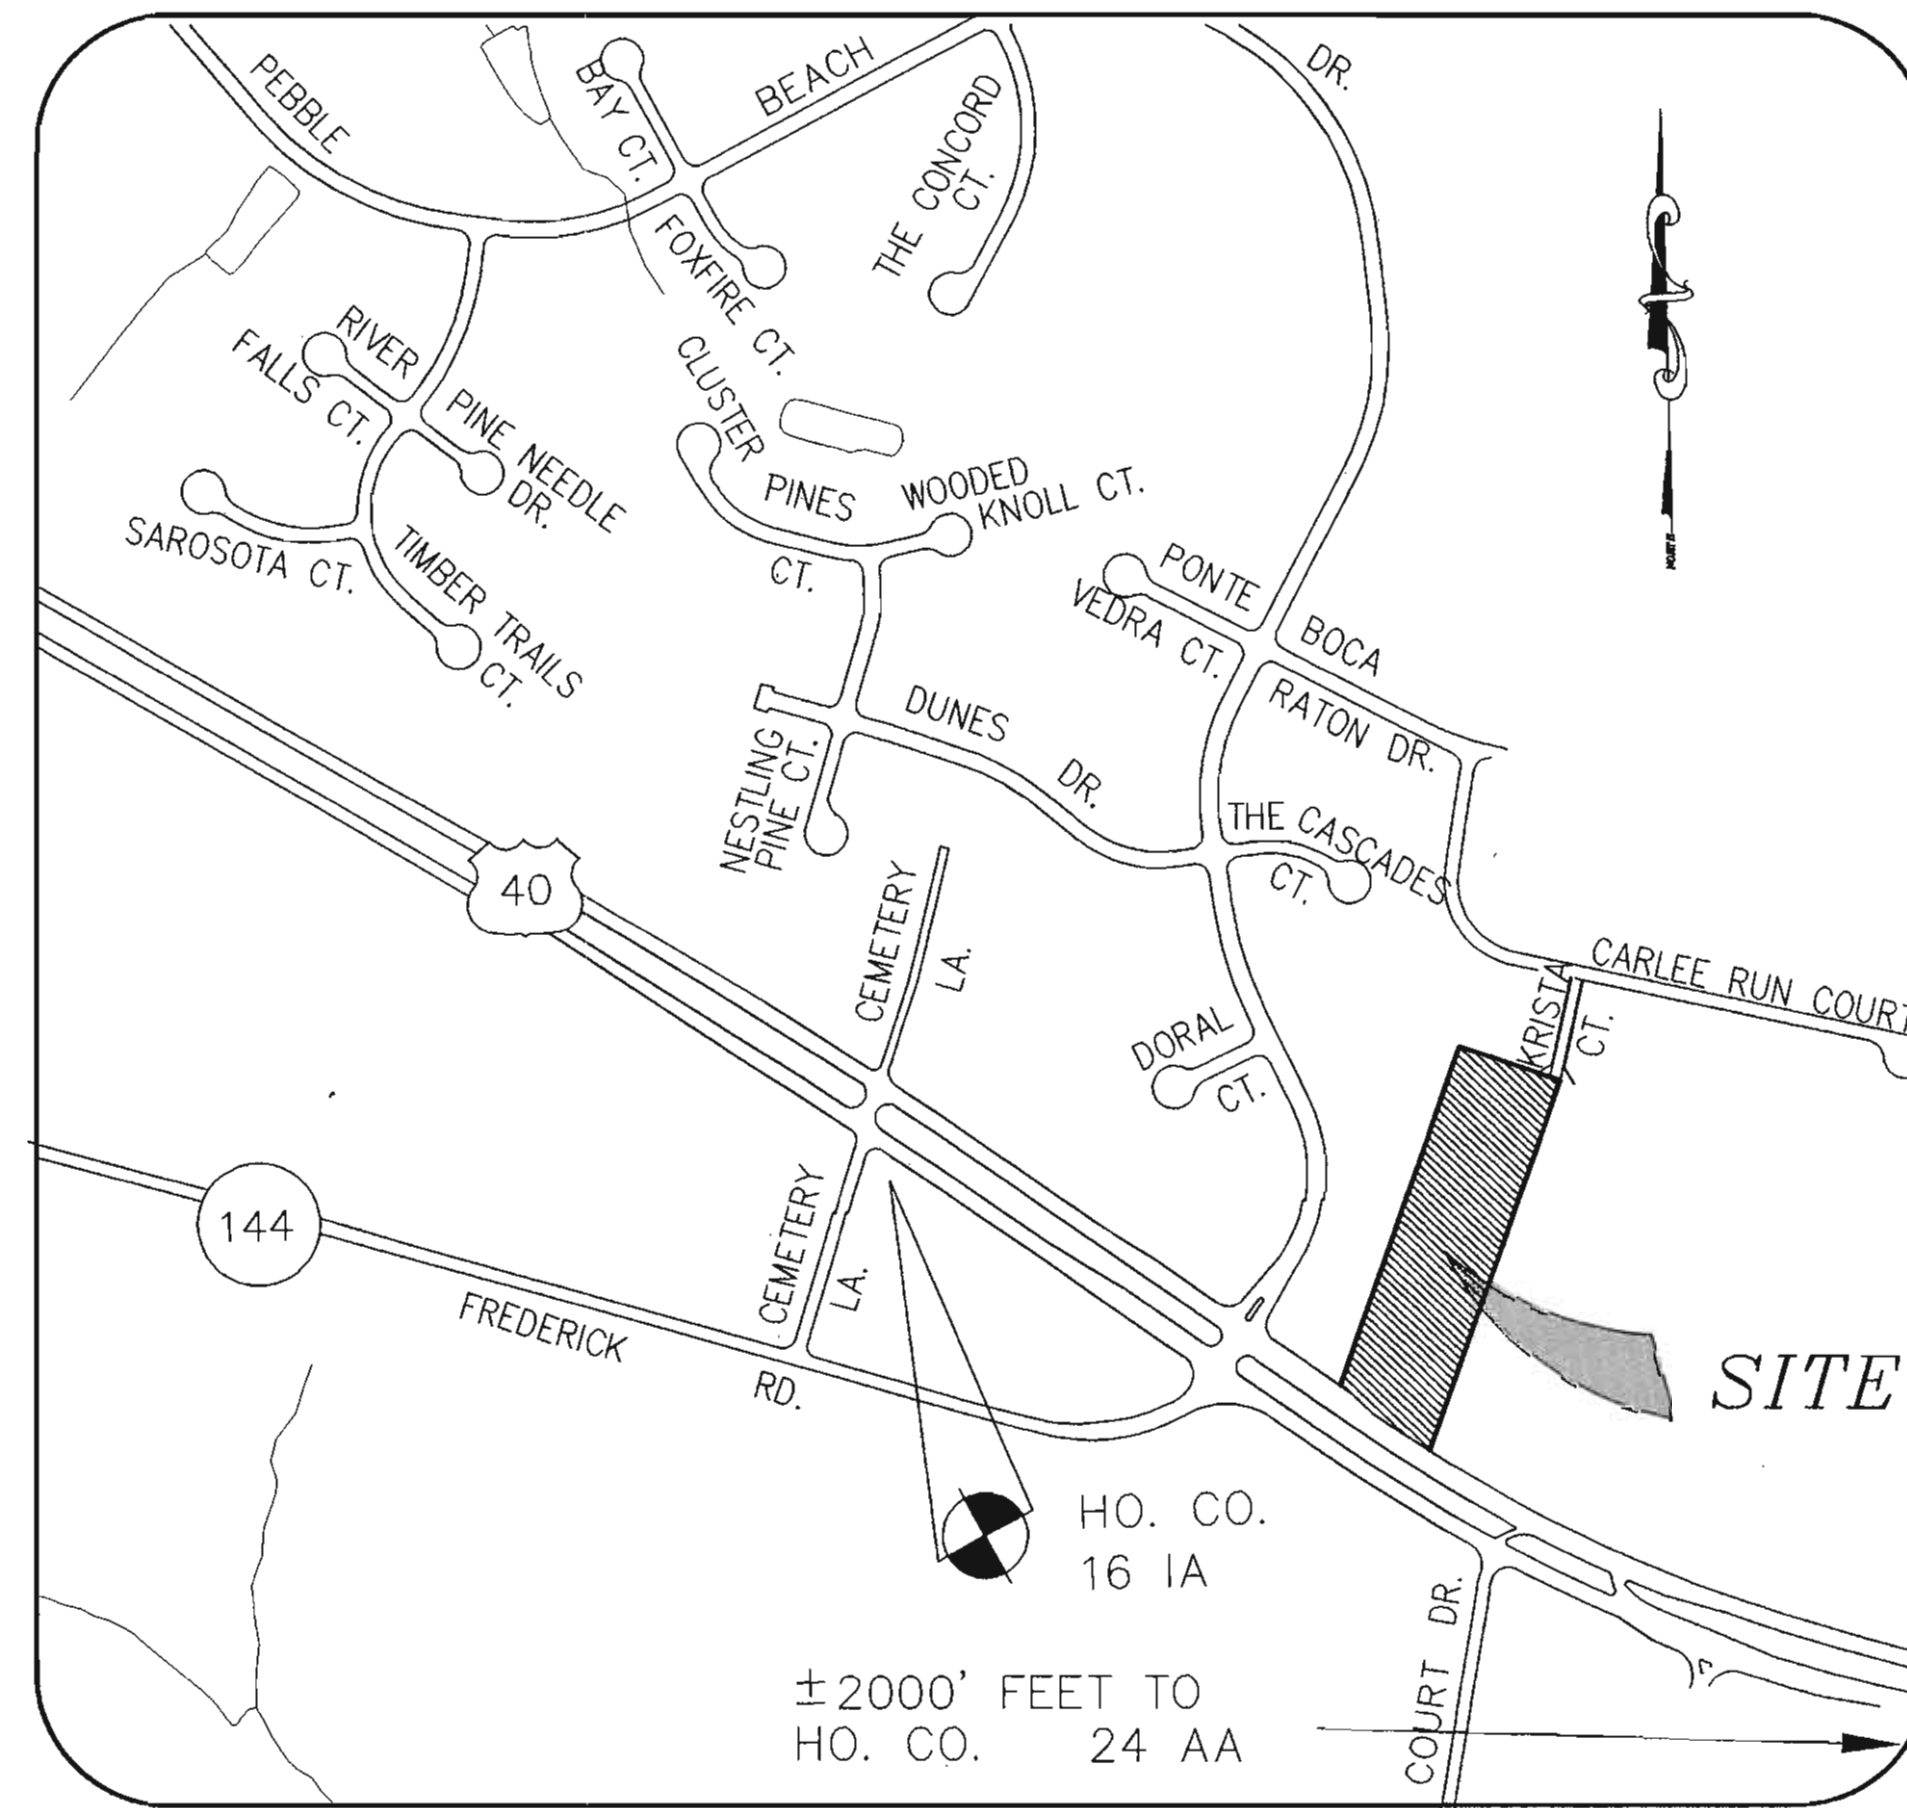 PEBBLE
BAY CT.
BEACH
THE CONCORD
CT.
DR.
FOXFIRE CT.
RIVER
FALLS CT.
PINE NEEDLE
DR.
CLUSTER
PINES
CT.
WOODED
KNOLL CT.
SAROSOTA CT.
TIMBER TRAILS
CT.
PONTE
VEDRA CT.
BOCA
RATON DR.
NESTLING
PINE CT.
DUNES
DR.
THE CASCADES
CT.
40
CEMETERY
LA.
CARLEE RUN COURT
KRISTA
CT.
DORAL
CT.
144
FREDERICK
RD.
CEMETERY
LA.
SITE
HO. CO.
16 IA
COURT DR.
±2000' FEET TO
HO. CO. 24 AA